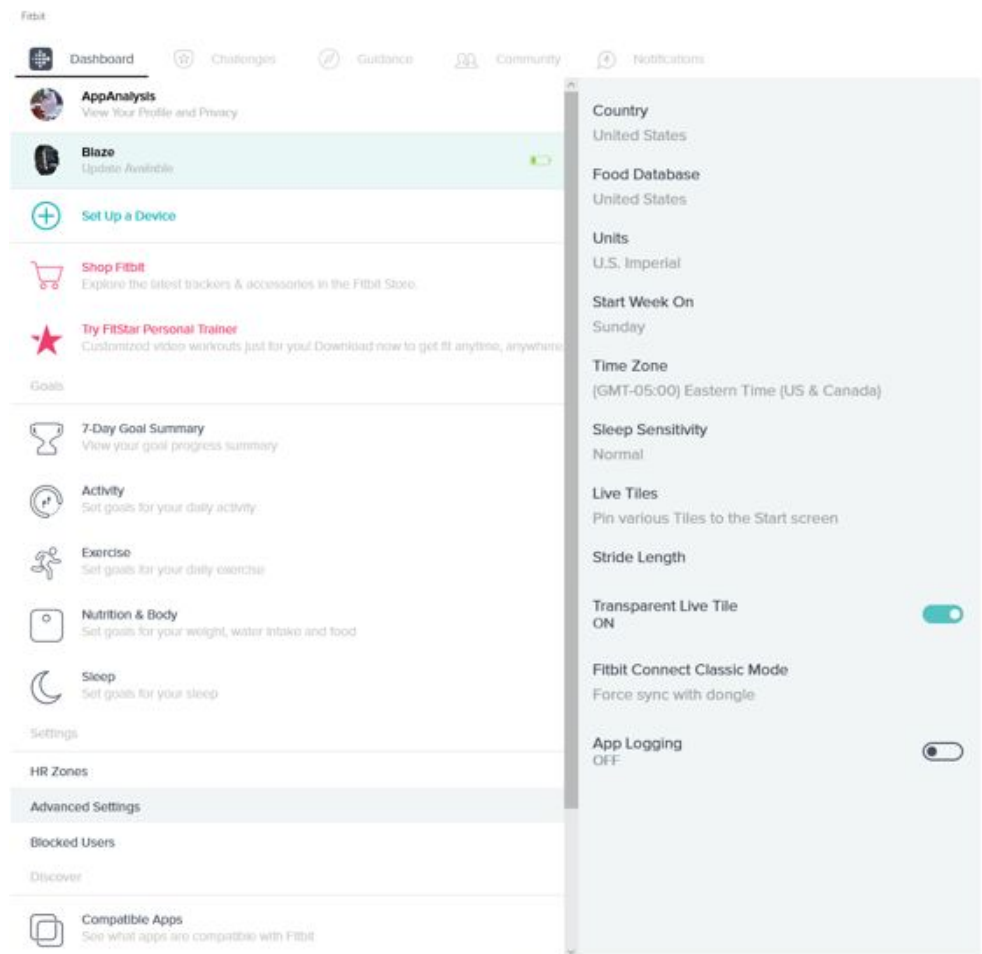 Fitbit
Dashboard
Challenges
Guidance
Community
Notifications
AppAnalysis
View Your Profile and Privacy
Blaze
Update Available
Set Up a Device
Shop Fitbit
Explore the latest trackers & accessories in the Fitbit Store.
Try FitStar Personal Trainer
Customized video workouts just for you! Download now to get fit anytime, anywhere
Goals
7-Day Goal Summary
View your goal progress summary
Activity
Set goals for your daily activity
Exercise
Set goals for your daily exercise
Nutrition & Body
Set goals for your weight, water intake and food
Sleep
Set goals for your sleep
Settings
HR Zones
Advanced Settings
Blocked Users
Discover
Compatible Apps
See what apps are compatible with Fitbit
Country
United States
Food Database
United States
Units
U.S. Imperial
Start Week On
Sunday
Time Zone
(GMT-05:00) Eastern Time (US & Canada)
Sleep Sensitivity
Normal
Live Tiles
Pin various Tiles to the Start screen
Stride Length
Transparent Live Tile
ON
Fitbit Connect Classic Mode
Force sync with dongle
App Logging
OFF